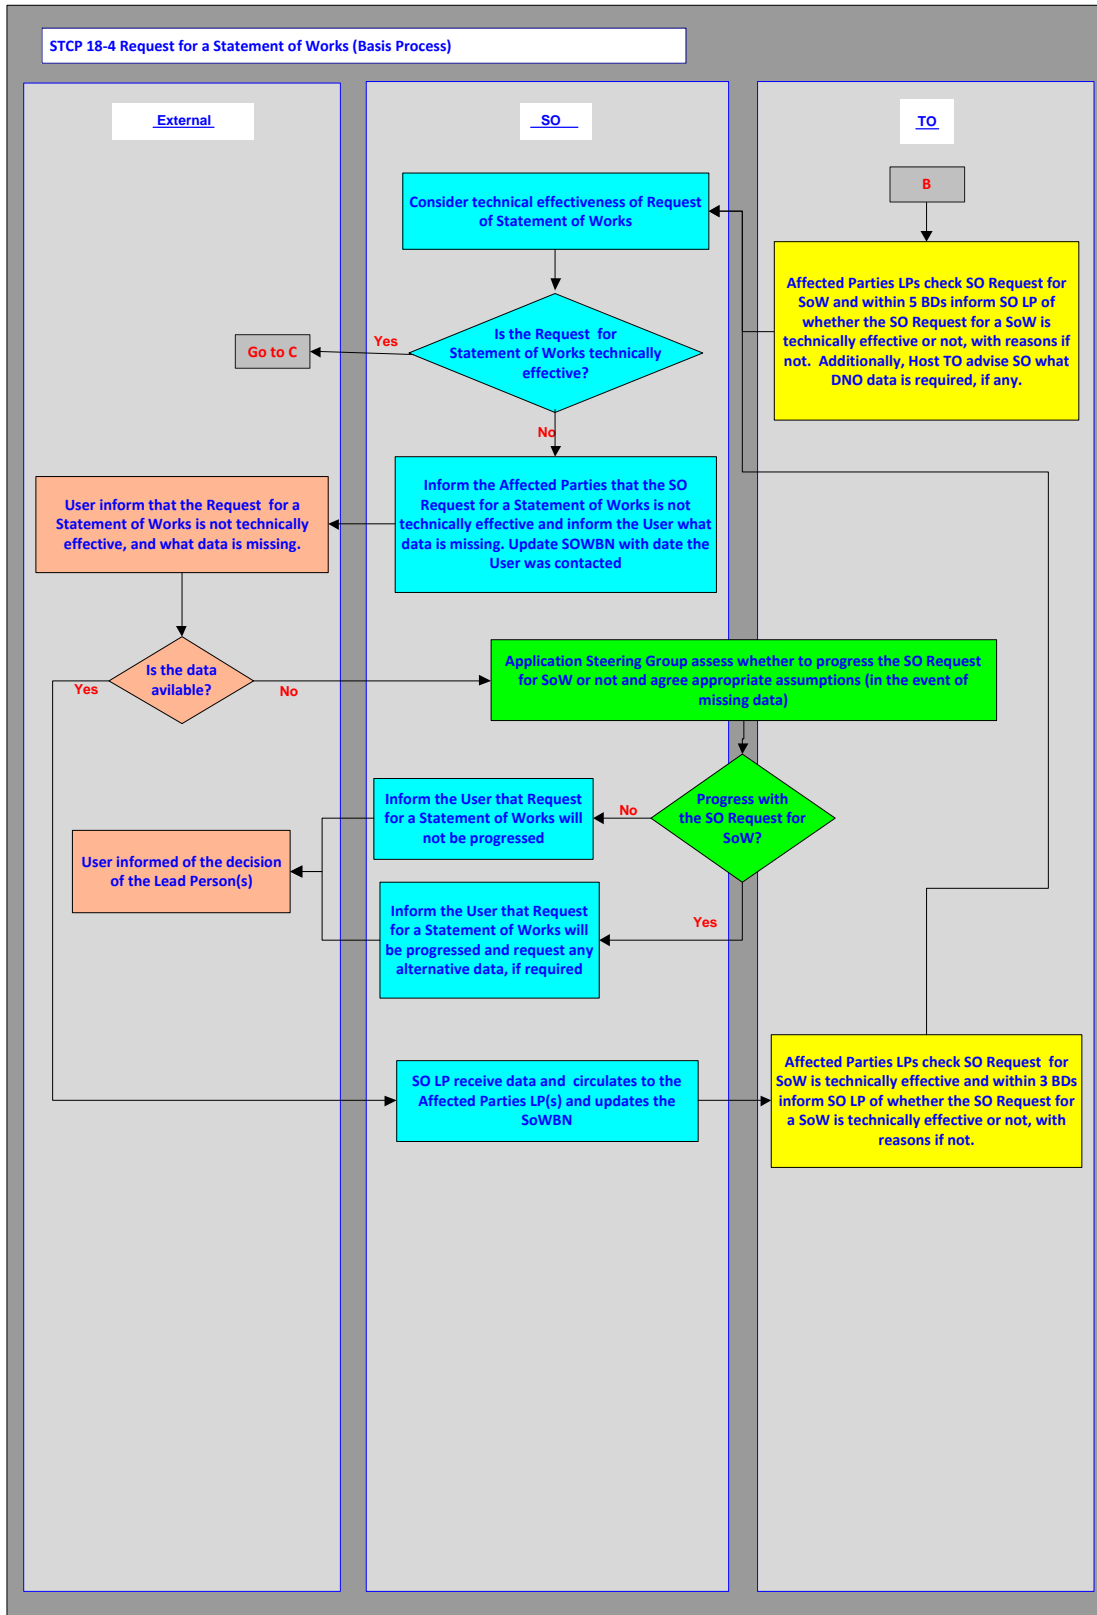 STCP 18-4 Request for a Statement of Works (Basis Process)
External
SO
TO
B
Consider technical effectiveness of Request
of Statement of Works
Affected Parties LPs check SO Request for
SoW and within 5 BDs inform SO LP of
whether the SO Request for a SoW is
technically effective or not, with reasons if
not.  Additionally, Host TO advise SO what
DNO data is required, if any.
Is the Request  for
Statement of Works technically
effective?
Yes
Go to C
No
Inform the Affected Parties that the SO
Request for a Statement of Works is not
technically effective and inform the User what
data is missing. Update SOWBN with date the
User was contacted
User inform that the Request  for a
Statement of Works is not technically
effective, and what data is missing.
Is the data
avilable?
Yes
No
Application Steering Group assess whether to progress the SO Request
for SoW or not and agree appropriate assumptions (in the event of
missing data)
Progress with
the SO Request for
SoW?
No
Inform the User that Request
for a Statement of Works will
not be progressed
User informed of the decision
of the Lead Person(s)
Yes
Inform the User that Request
for a Statement of Works will
be progressed and request any
alternative data, if required
SO LP receive data and  circulates to the
Affected Parties LP(s) and updates the
SoWBN
Affected Parties LPs check SO Request  for
SoW is technically effective and within 3 BDs
inform SO LP of whether the SO Request for
a SoW is technically effective or not, with
reasons if not.